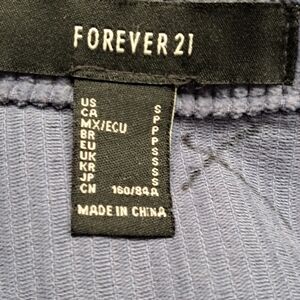 FOREVER 21
US S
CA P
MX/ECU P
BR P
EU S
UK S
KR S
JP S
CN 160/84A
MADE IN CHINA